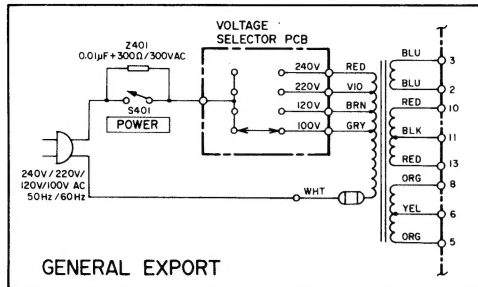 VOLTAGE
SELECTOR PCB
Z401
0.01µF+300Ω/300VAC
S401
POWER
240V RED
220V VIO
120V BRN
100V GRY
WHT
240V/220V/
120V/100V AC
50Hz/60Hz
BLU 3
BLU 2
RED 10
BLK 11
RED 13
ORG 8
YEL 6
ORG 5
GENERAL EXPORT